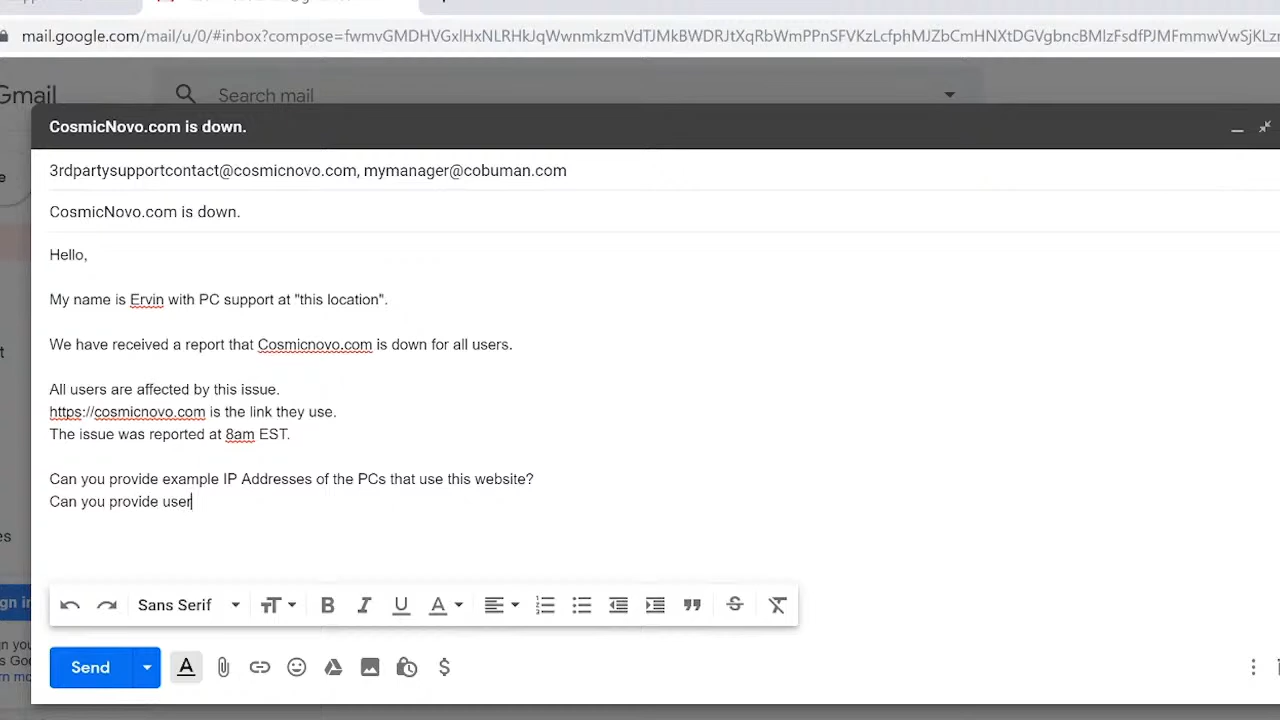 mail.google.com/mail/u/0/#inbox?compose=fwmvGMDHVGxlHxNLRHkJqWwnmkzmVdTJMkBWDRJtXqRbWmPPnSFVKzLcfphMJZbCmHNXtDGVgbncBMlzFsdfPJMFmmwVwSjKLz
Gmail
Search mail
CosmicNovo.com is down.
3rdpartysupportcontact@cosmicnovo.com, mymanager@cobuman.com
CosmicNovo.com is down.
Hello,
My name is Ervin with PC support at "this location".
We have received a report that Cosmicnovo.com is down for all users.
All users are affected by this issue.
https://cosmicnovo.com is the link they use.
The issue was reported at 8am EST.
Can you provide example IP Addresses of the PCs that use this website?
Can you provide user
Sans Serif
Send